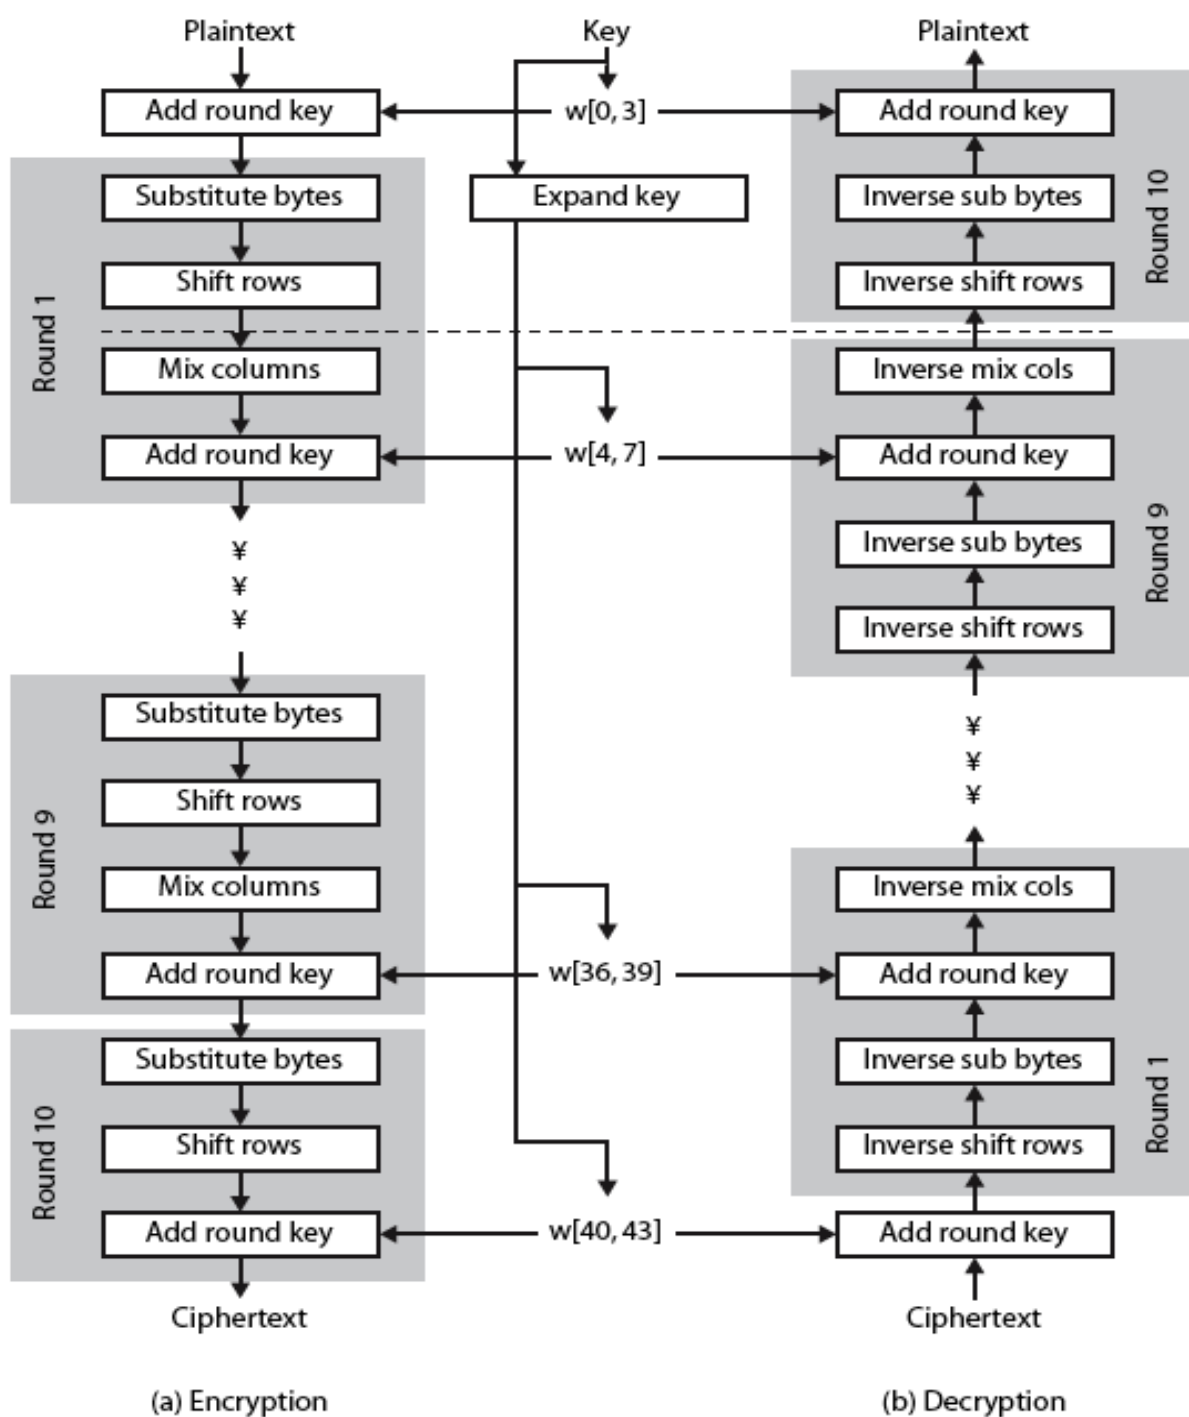 Plaintext
Key
Plaintext
Add round key
w[0, 3]
Add round key
Substitute bytes
Expand key
Inverse sub bytes
Shift rows
Inverse shift rows
Round 1
Round 10
Mix columns
Inverse mix cols
Add round key
w[4, 7]
Add round key
¥
¥
¥
Inverse sub bytes
Inverse shift rows
Round 9
Substitute bytes
¥
¥
¥
Shift rows
Round 9
Mix columns
Inverse mix cols
Add round key
w[36, 39]
Add round key
Substitute bytes
Inverse sub bytes
Shift rows
Inverse shift rows
Round 10
Round 1
Add round key
w[40, 43]
Add round key
Ciphertext
Ciphertext
(a) Encryption
(b) Decryption